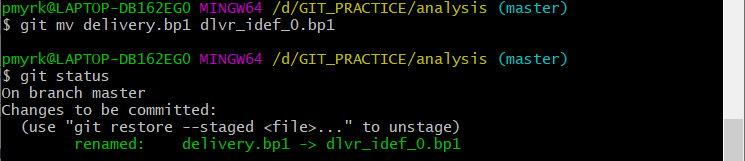 pmyrk@LAPTOP-DB162EG0 MINGW64 /d/GIT_PRACTICE/analysis (master)
$ git mv delivery.bp1 dlvr_idef_0.bp1
pmyrk@LAPTOP-DB162EG0 MINGW64 /d/GIT_PRACTICE/analysis (master)
$ git status
On branch master
Changes to be committed:
  (use "git restore --staged <file>..." to unstage)
        renamed:    delivery.bp1 -> dlvr_idef_0.bp1